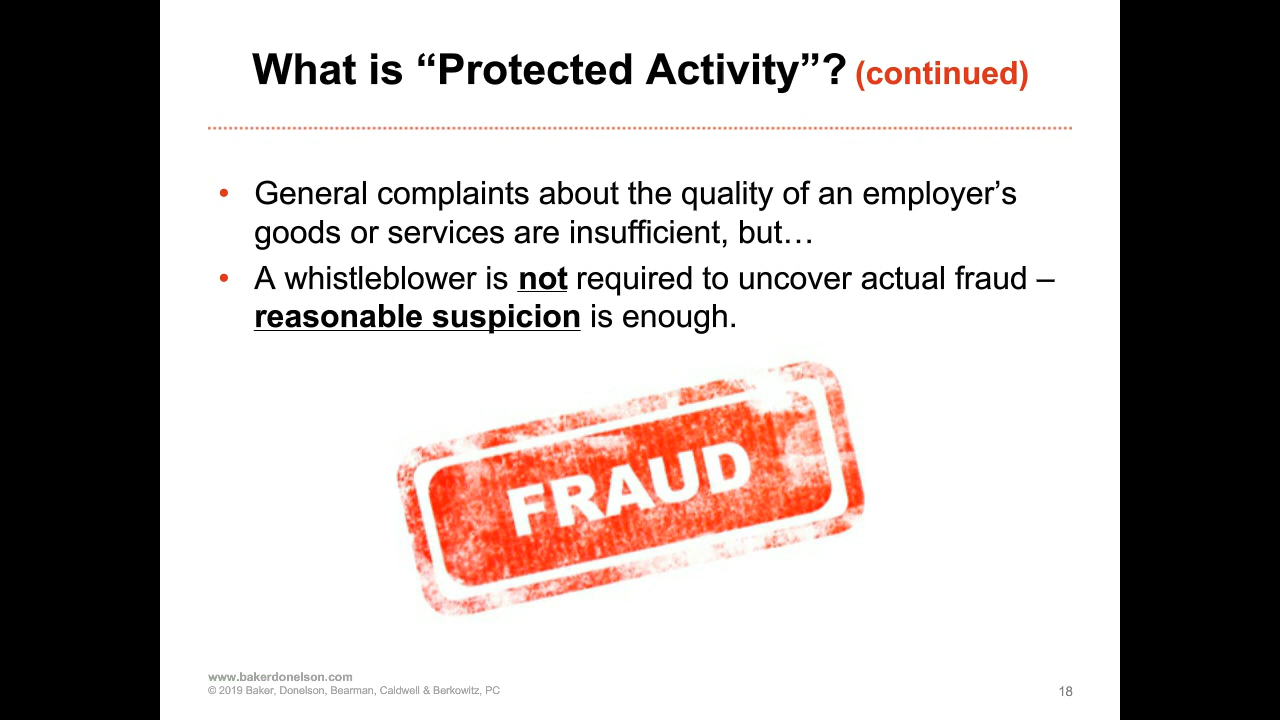 What is “Protected Activity”? (continued)
• General complaints about the quality of an employer’s
goods or services are insufficient, but…
• A whistleblower is not required to uncover actual fraud –
reasonable suspicion is enough.
FRAUD
www.bakerdonelson.com
© 2019 Baker, Donelson, Bearman, Caldwell & Berkowitz, PC
18